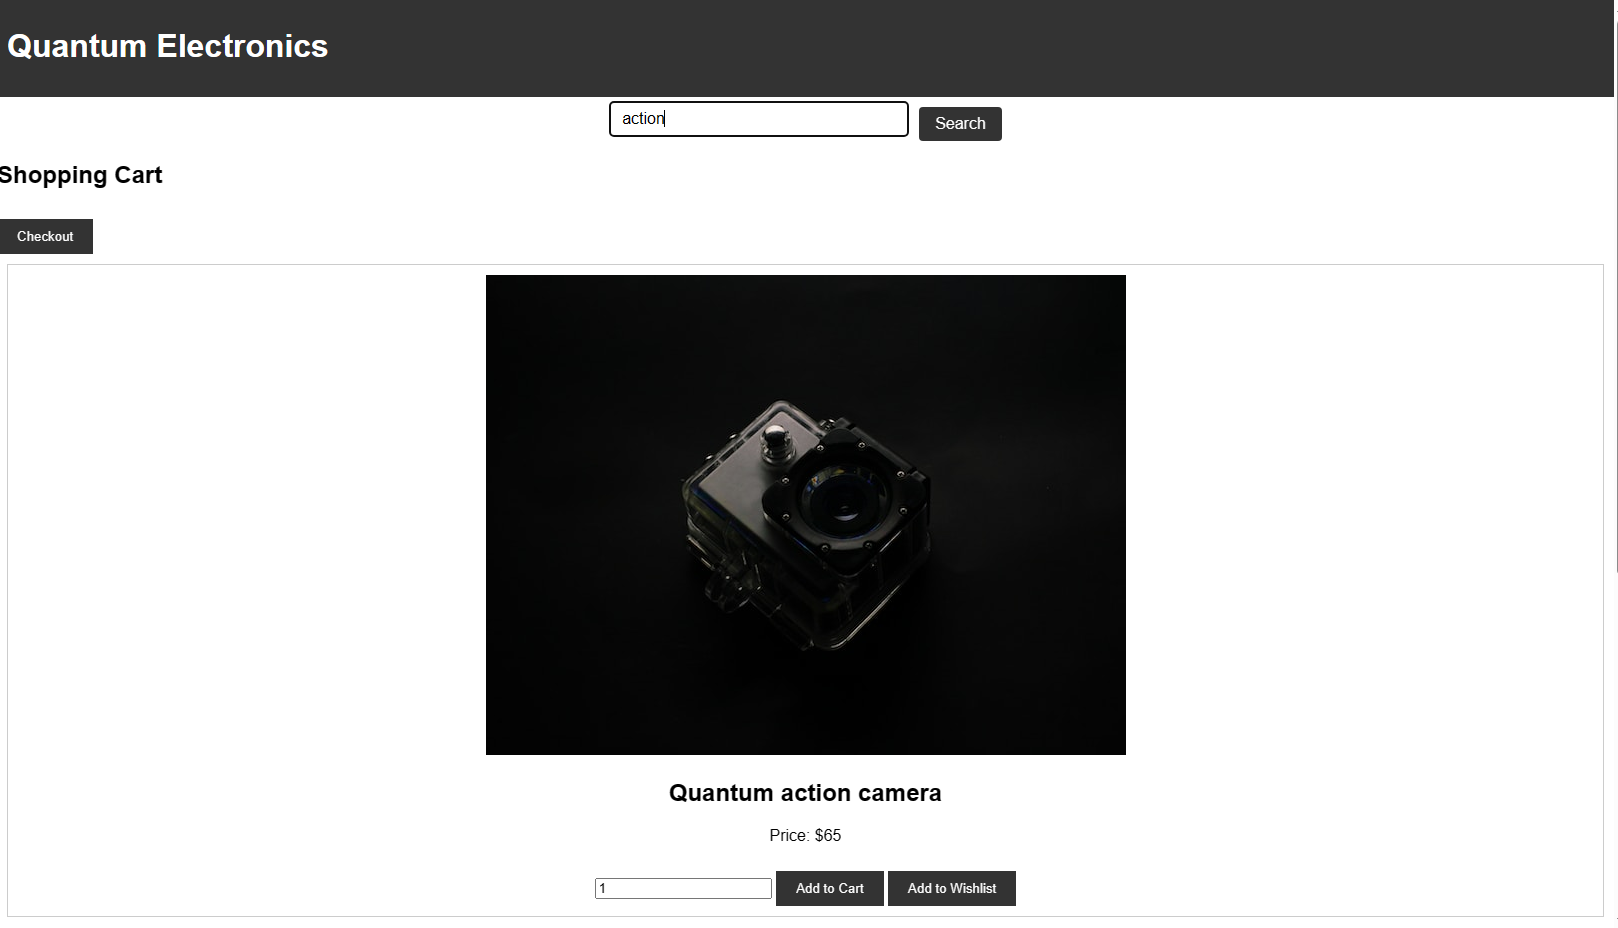 Quantum Electronics
action
Search
Shopping Cart
Checkout
Quantum action camera
Price: $65
1
Add to Cart
Add to Wishlist